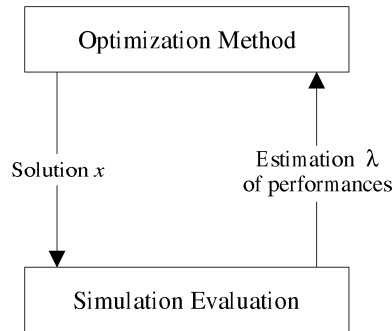 Optimization Method
Solution x
Estimation λ
of performances
Simulation Evaluation